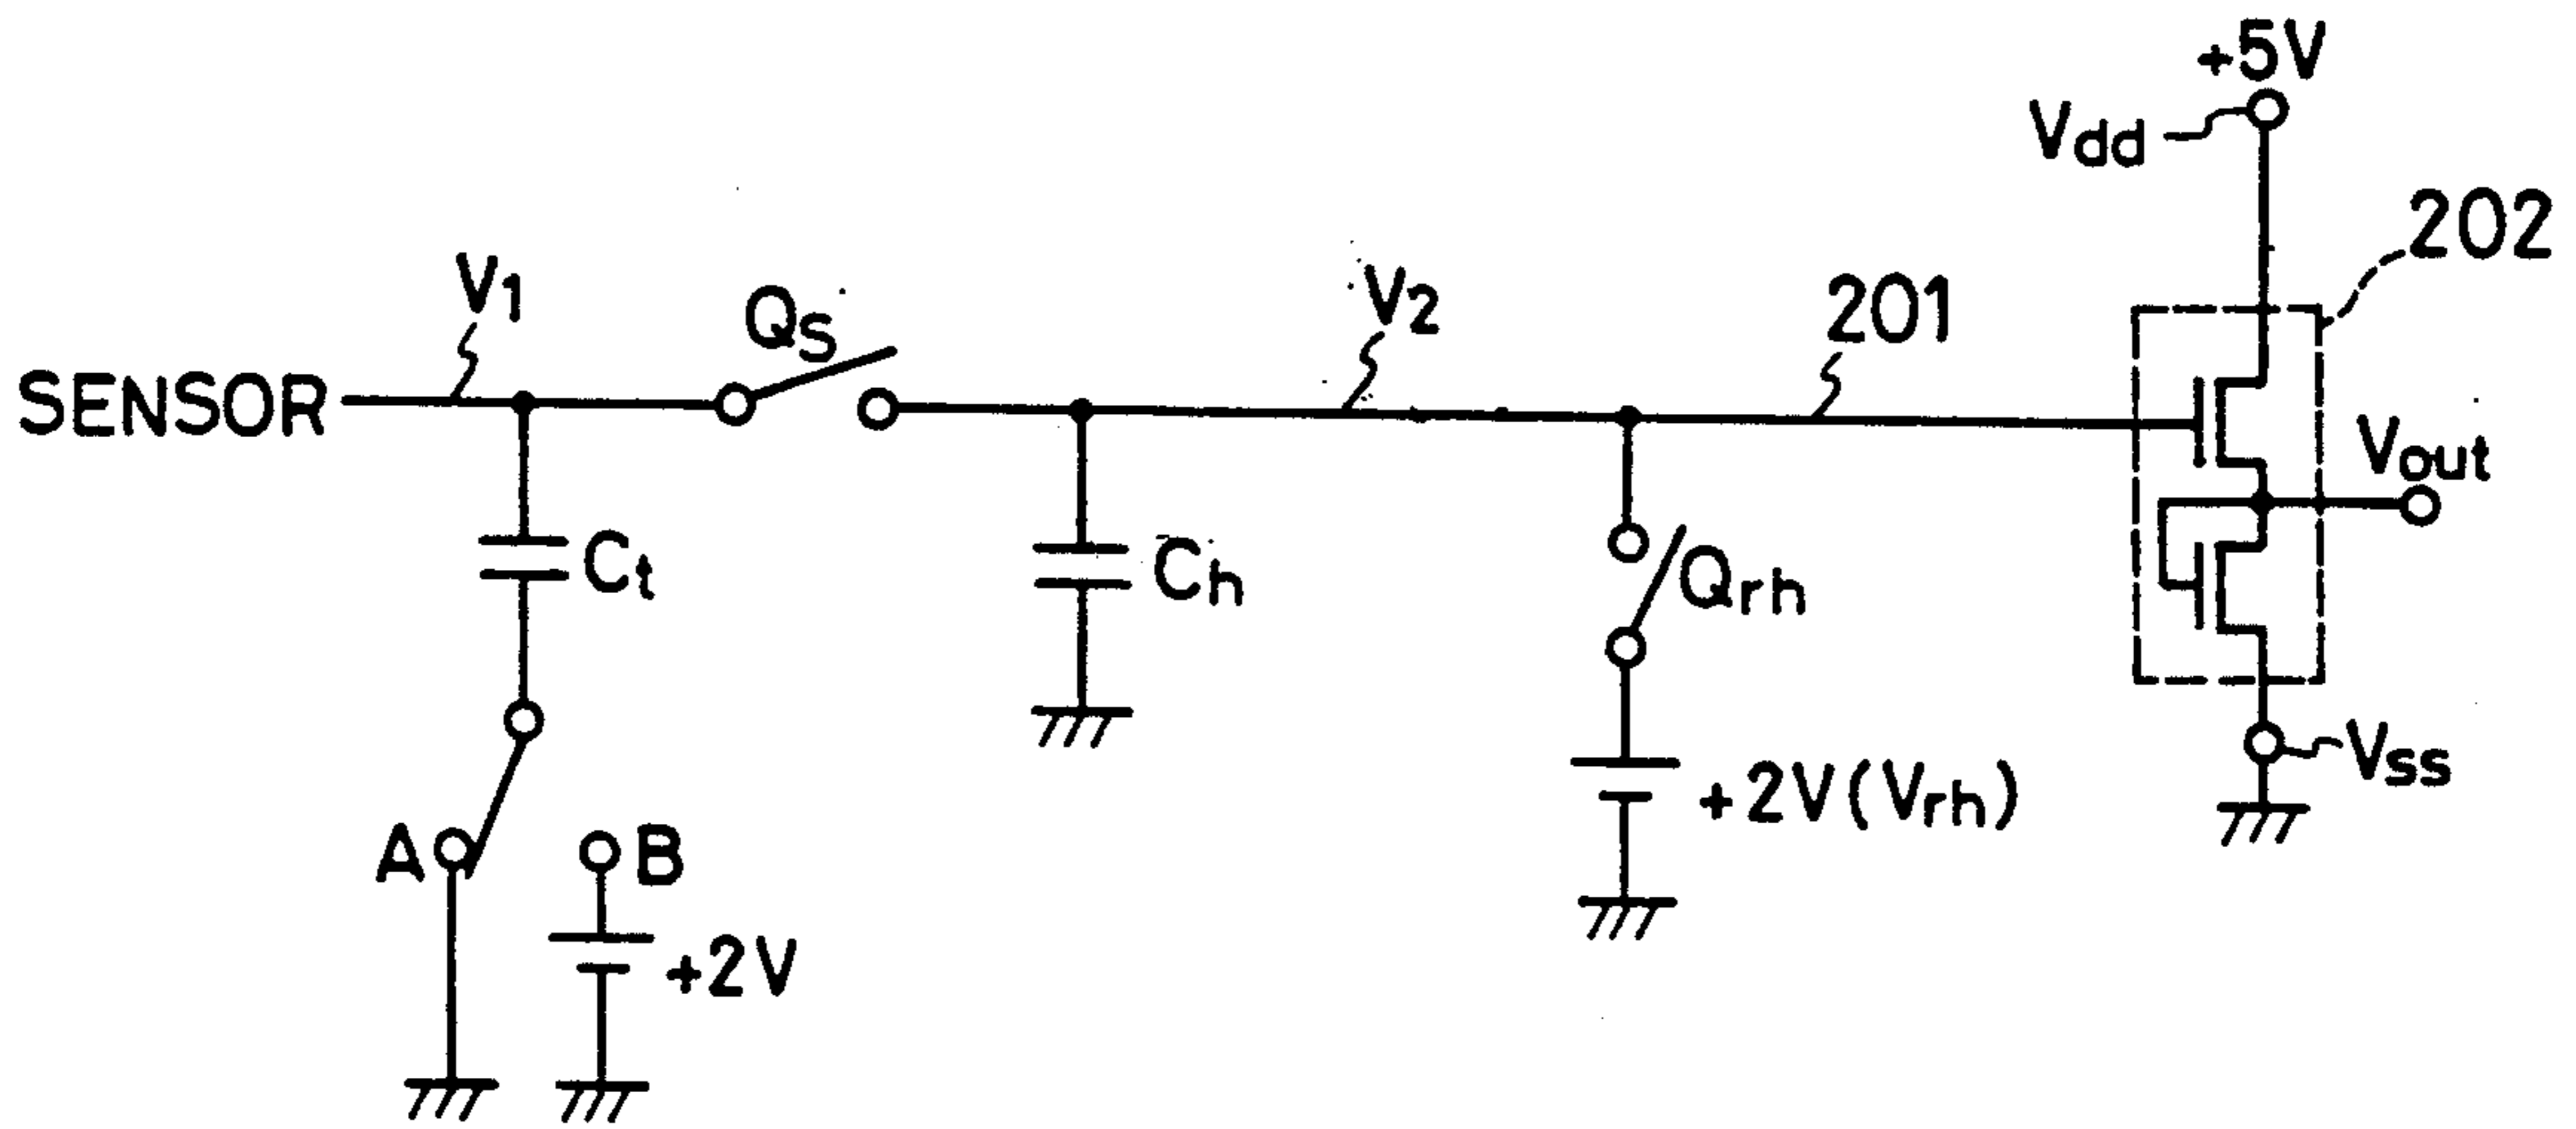 +5V
Vdd
202
V1
QS
V2
201
SENSOR
Vout
Ct
Ch
Qrh
+2V(Vrh)
Vss
A
B
+2V